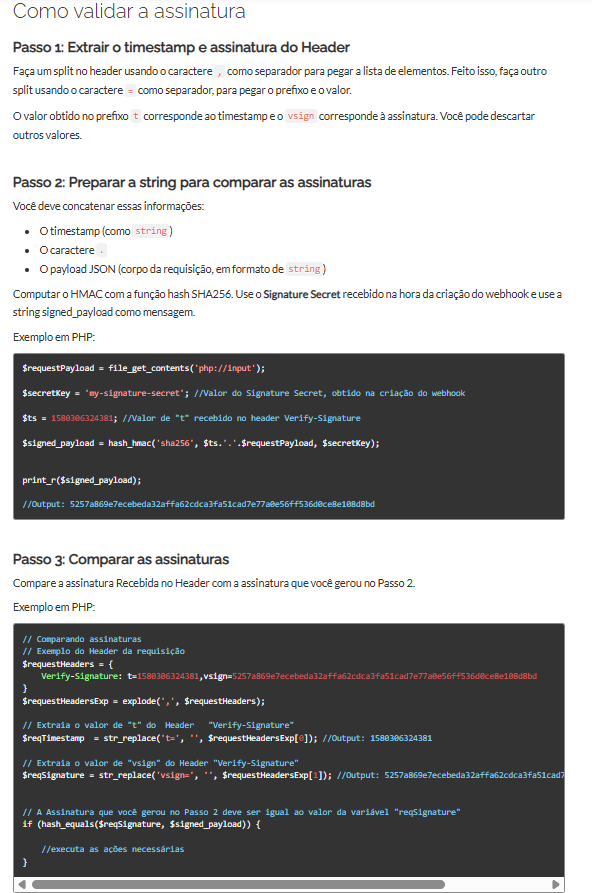 Como validar a assinatura
Passo 1: Extrair o timestamp e assinatura do Header
Faça um split no header usando o caractere , como separador para pegar a lista de elementos. Feito isso, faça outro
split usando o caractere = como separador, para pegar o prefixo e o valor.
O valor obtido no prefixo t corresponde ao timestamp e o vsign corresponde à assinatura. Você pode descartar
outros valores.
Passo 2: Preparar a string para comparar as assinaturas
Você deve concatenar essas informações:
• O timestamp (como string)
• O caractere .
• O payload JSON (corpo da requisição, em formato de string)
Computar o HMAC com a função hash SHA256. Use o Signature Secret recebido na hora da criação do webhook e use a
string signed_payload como mensagem.
Exemplo em PHP:
$requestPayload = file_get_contents('php://input');
$secretKey = 'my-signature-secret'; //Valor do Signature Secret, obtido na criação do webhook
$ts = 1580306324381; //Valor de "t" recebido no header Verify-Signature
$signed_payload = hash_hmac('sha256', $ts.'.'.$requestPayload, $secretKey);
print_r($signed_payload);
//Output: 5257a869e7ecebeda32affa62cdca3fa51cad7e77a0e56ff536d0ce8e108d8bd
Passo 3: Comparar as assinaturas
Compare a assinatura Recebida no Header com a assinatura que você gerou no Passo 2.
Exemplo em PHP:
// Comparando assinaturas
// Exemplo do Header da requisição
$requestHeaders = {
Verify-Signature: t=1580306324381,vsign=5257a869e7ecebeda32affa62cdca3fa51cad7e77a0e56ff536d0ce8e108d8bd
}
$requestHeadersExp = explode(',', $requestHeaders);
// Extraia o valor de "t" do Header "Verify-Signature"
$reqTimestamp = str_replace('t=', '', $requestHeadersExp[0]); //Output: 1580306324381
// Extraia o valor de "vsign" do Header "Verify-Signature"
$reqSignature = str_replace('vsign=', '', $requestHeadersExp[1]); //Output: 5257a869e7ecebeda32affa62cdca3fa51cad7
// A Assinatura que você gerou no Passo 2 deve ser igual ao valor da variável "reqSignature"
if (hash_equals($reqSignature, $signed_payload)) {
//executa as ações necessárias
}